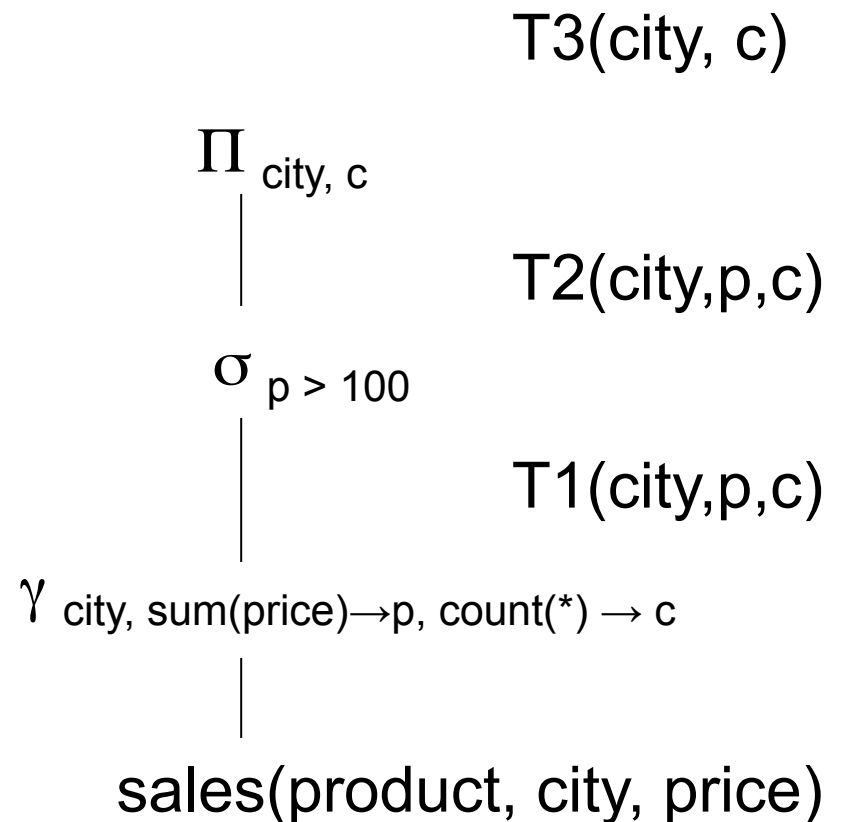 T3(city, c)
Π city, c
T2(city,p,c)
σ p > 100
T1(city,p,c)
γ city, sum(price)→p, count(*) → c
sales(product, city, price)